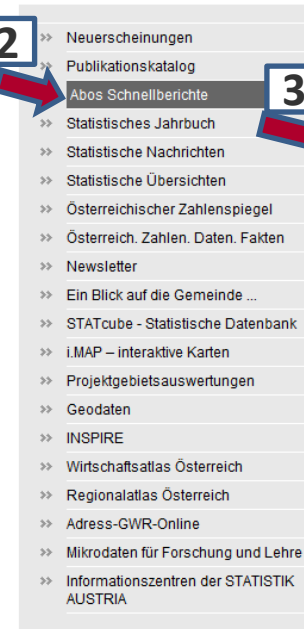 2
Neuerscheinungen
Publikationskatalog
Abos Schnellberichte
3
Statistisches Jahrbuch
Statistische Nachrichten
Statistische Übersichten
Österreichischer Zahlenspiegel
Österreich. Zahlen. Daten. Fakten
Newsletter
Ein Blick auf die Gemeinde ...
STATcube - Statistische Datenbank
i.MAP – interaktive Karten
Projektgebietsauswertungen
Geodaten
INSPIRE
Wirtschaftsatlas Österreich
Regionalatlas Österreich
Adress-GWR-Online
Mikrodaten für Forschung und Lehre
Informationszentren der STATISTIK
AUSTRIA